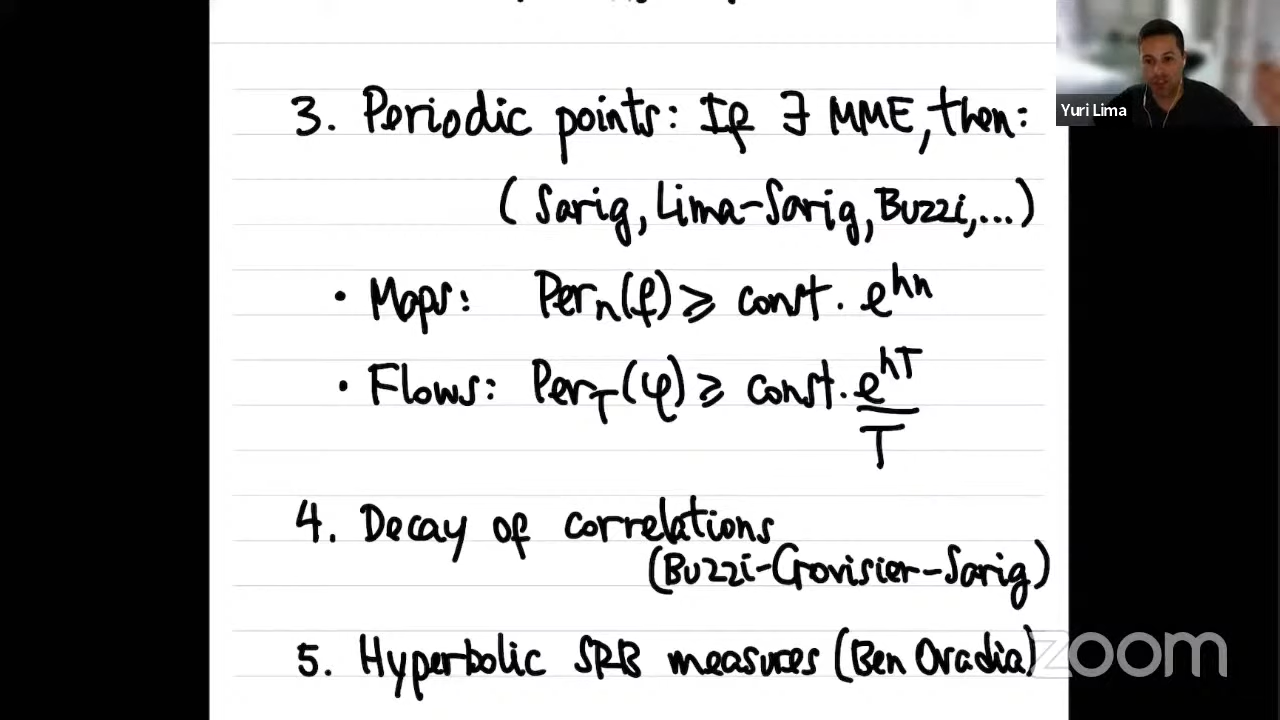 3. Periodic points: If ∃ MME, then:
Yuri Lima
(Sarig, Lima-Sarig, Buzzi,...)
• Maps: Perₙ(f) ⩾ const. eʰⁿ
• Flows: Per_T(φ) ⩾ const. e^{hT}
T
4. Decay of correlations
(Buzzi-Crovisier-Sarig)
5. Hyperbolic SRB measures (Ben Ovadia)
zoom